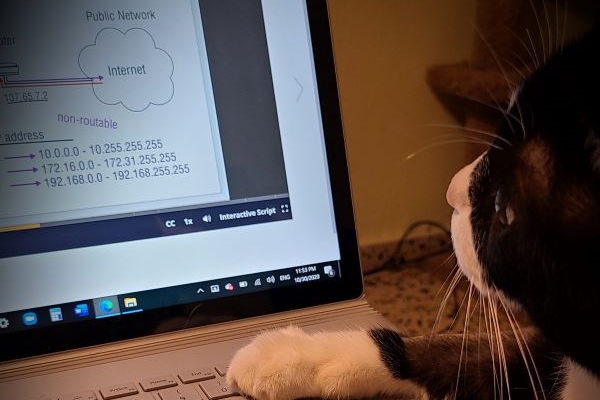 Public Network
Internet
137.65.7.2
non-routable
address
10.0.0.0 - 10.255.255.255
172.16.0.0 - 172.31.255.255
192.168.0.0 - 192.168.255.255
CC 1x Interactive Script
ENG 11:53 PM
10/30/2020